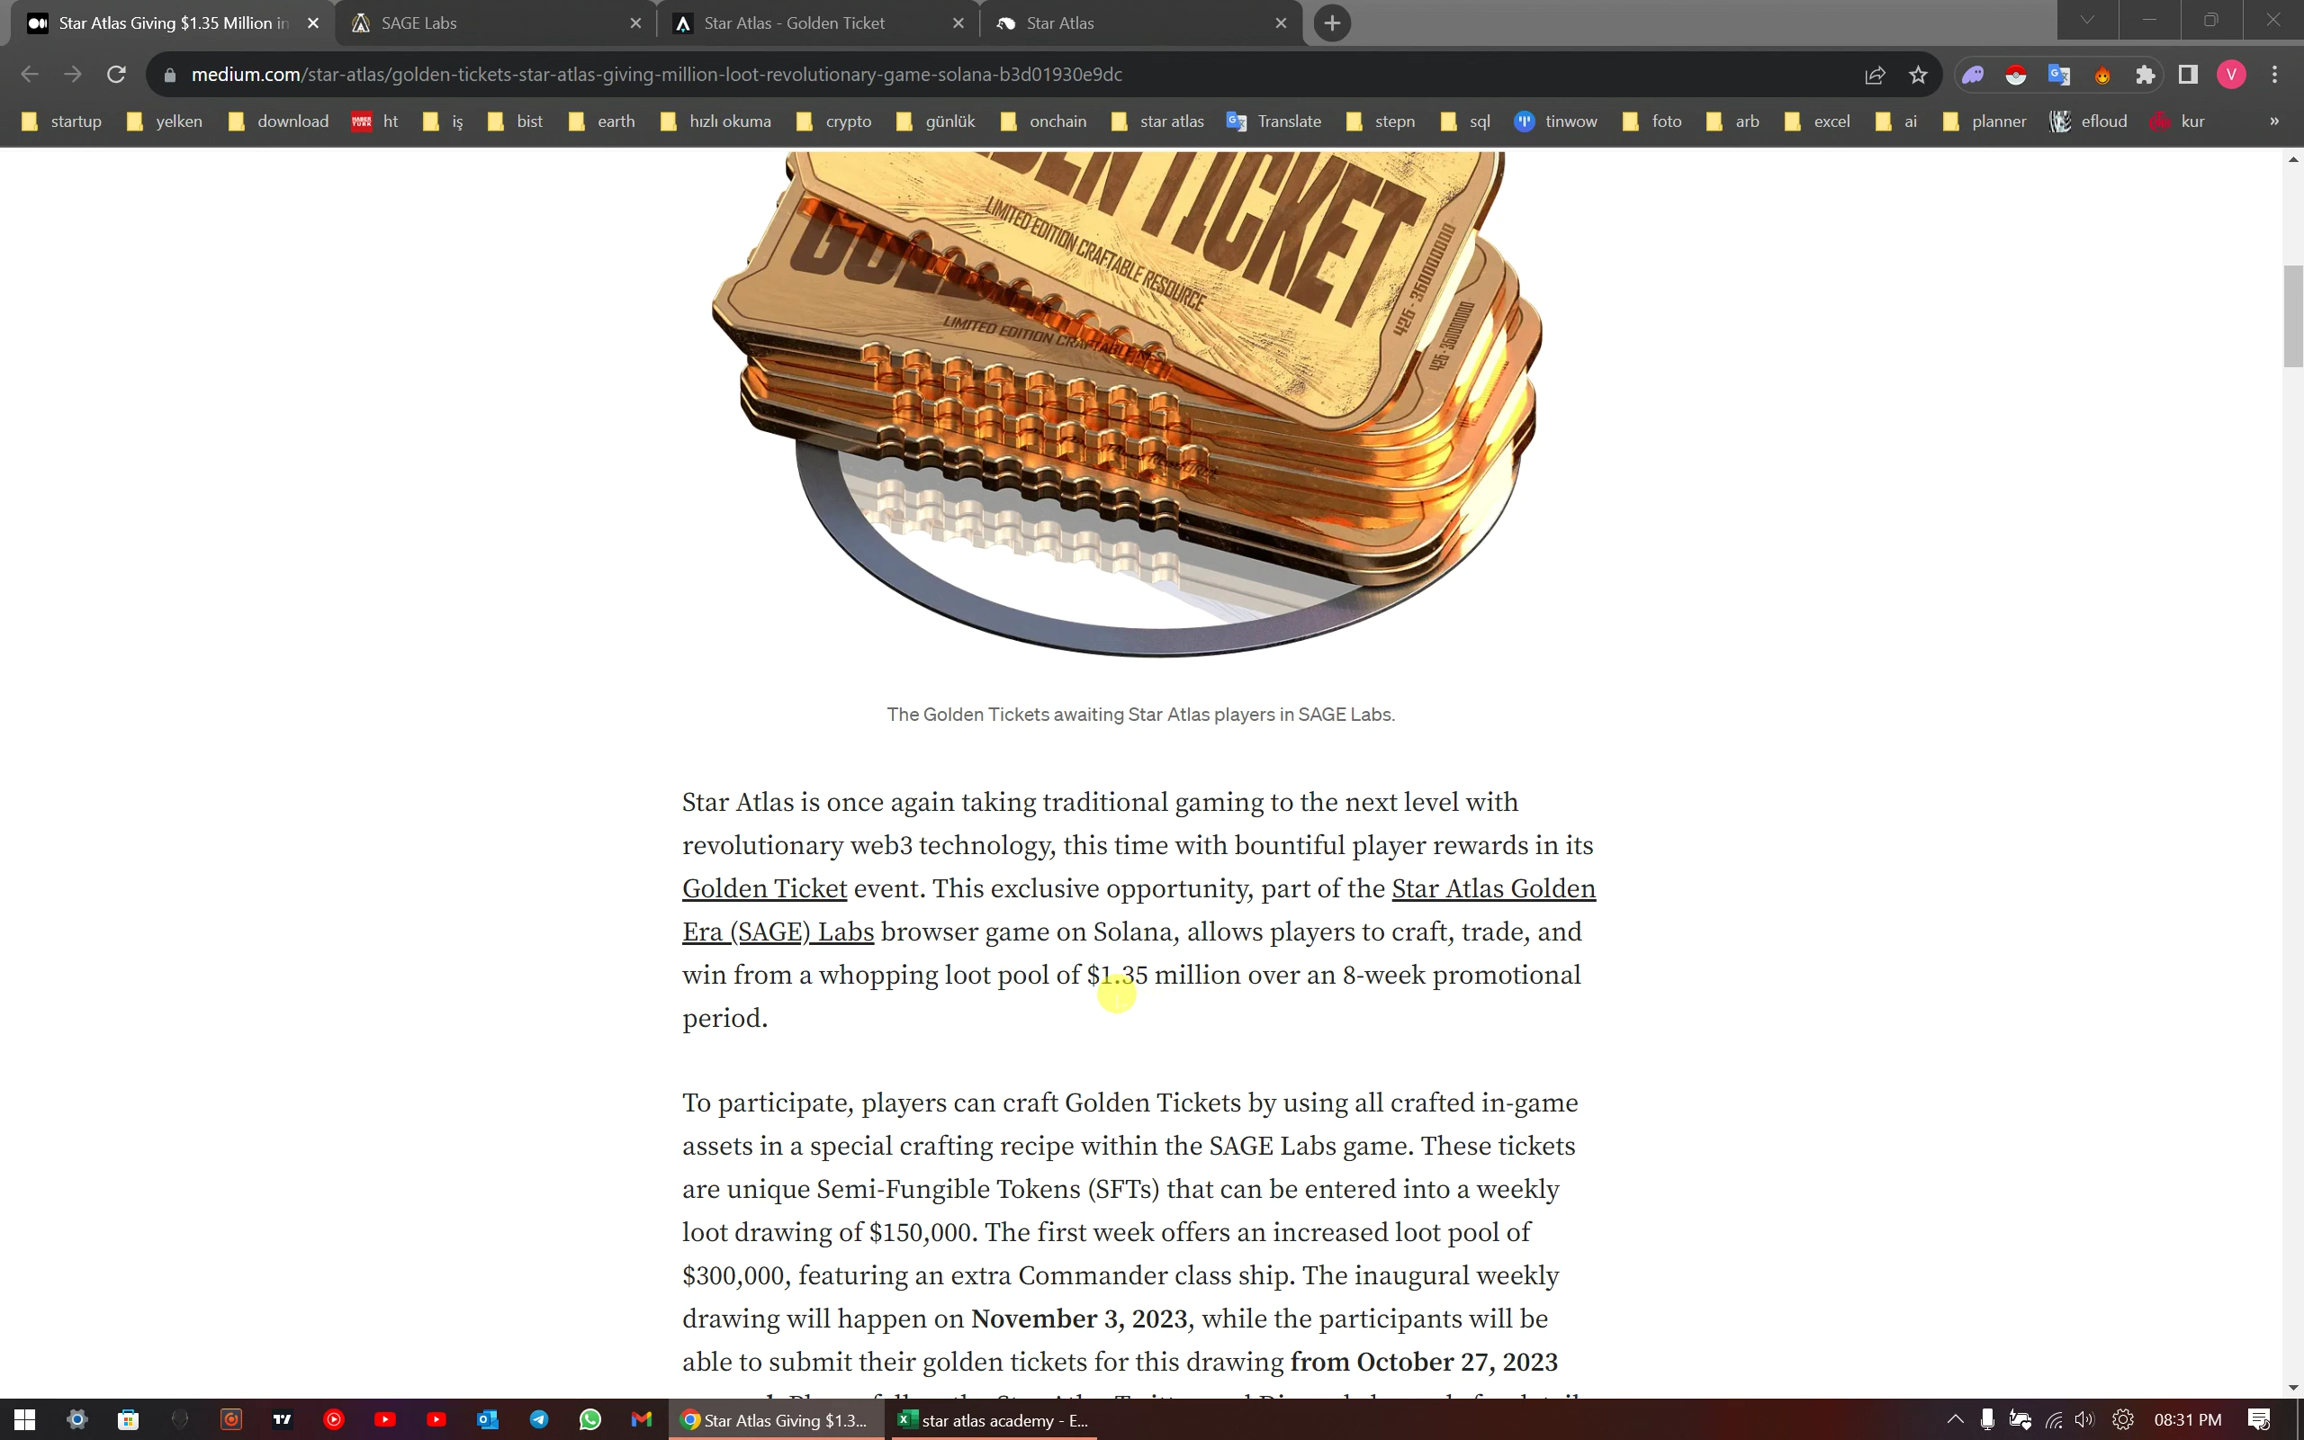 Star Atlas Giving $1.35 Million in
SAGE Labs
Star Atlas - Golden Ticket
Star Atlas
medium.com/star-atlas/golden-tickets-star-atlas-giving-million-loot-revolutionary-game-solana-b3d01930e9dc
V
startup
yelken
download
HABER TÜRK
ht
iş
bist
earth
hızlı okuma
crypto
günlük
onchain
star atlas
Translate
stepn
sql
tinwow
foto
arb
excel
ai
planner
efloud
kur
»
DEN TICKET
LIMITED EDITION CRAFTABLE RESOURCE
426 - 3600000000
GOLD
LIMITED EDITION CRAFTABLE RES
426 - 3600000000
The Golden Tickets awaiting Star Atlas players in SAGE Labs.
Star Atlas is once again taking traditional gaming to the next level with
revolutionary web3 technology, this time with bountiful player rewards in its
Golden Ticket event. This exclusive opportunity, part of the Star Atlas Golden
Era (SAGE) Labs browser game on Solana, allows players to craft, trade, and
win from a whopping loot pool of $1.35 million over an 8-week promotional
period.
To participate, players can craft Golden Tickets by using all crafted in-game
assets in a special crafting recipe within the SAGE Labs game. These tickets
are unique Semi-Fungible Tokens (SFTs) that can be entered into a weekly
loot drawing of $150,000. The first week offers an increased loot pool of
$300,000, featuring an extra Commander class ship. The inaugural weekly
drawing will happen on November 3, 2023, while the participants will be
able to submit their golden tickets for this drawing from October 27, 2023
Star Atlas Giving $1.3...
star atlas academy - E...
08:31 PM